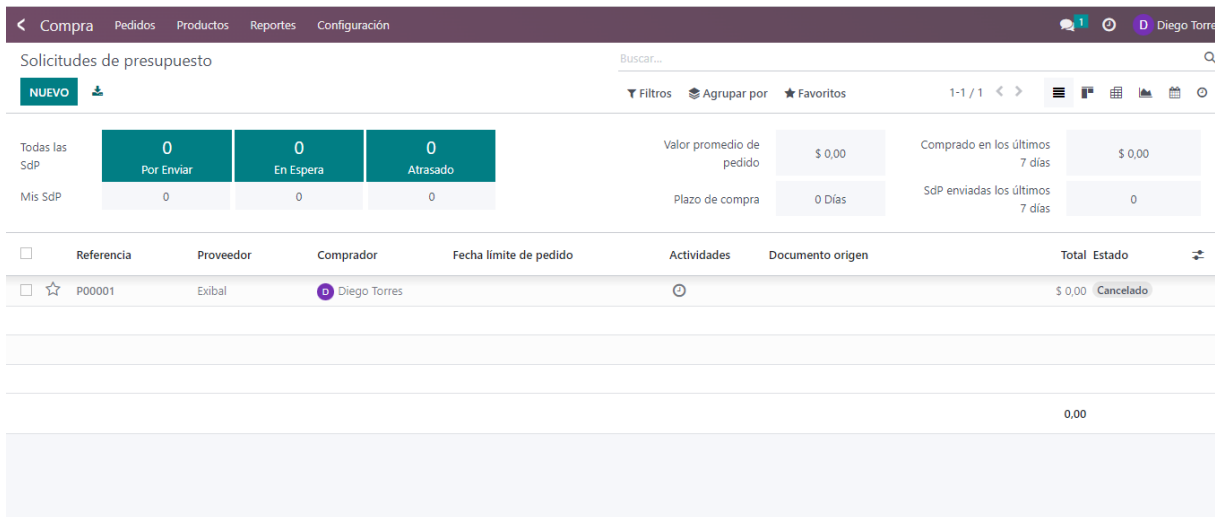 Compra Pedidos Productos Reportes Configuración 1 D Diego Torre
Solicitudes de presupuesto Buscar...
NUEVO Filtros Agrupar por Favoritos 1-1 / 1
Todas las SdP
0 Por Enviar
0 En Espera
0 Atrasado
Mis SdP 0 0 0
Valor promedio de pedido $ 0,00
Comprado en los últimos 7 días $ 0,00
Plazo de compra 0 Días
SdP enviadas los últimos 7 días 0
Referencia Proveedor Comprador Fecha límite de pedido Actividades Documento origen Total Estado
P00001 Exibal D Diego Torres $ 0,00 Cancelado
0,00